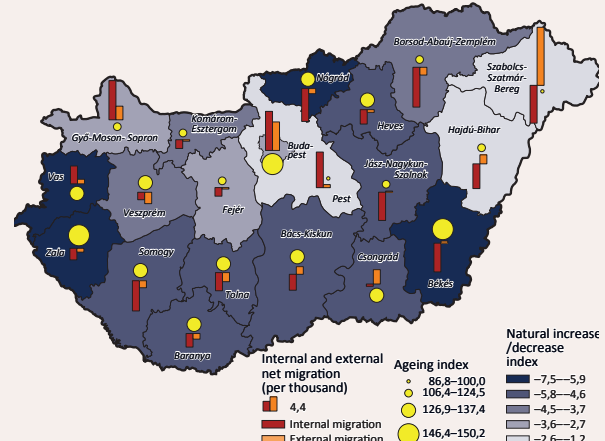 Borsod-Abaúj-Zemplém
Szabolcs-
Szatmár-
Bereg
Nógrád
Komárom-
Esztergom
Győ-Moson- Sopron
Heves
Hajdú-Bihar
Buda-
pest
Jász-Nagykun-
Szolnok
Vas
Pest
Veszprém
Fejér
Bács-Kiskun
Zala
Somogy
Csongrád
Tolna
Békés
Baranya
Internal and external
net migration
(per thousand)
4,4
Internal migration
External migration
Ageing index
86,8–100,0
106,4–124,5
126,9–137,4
146,4–150,2
Natural increase
/decrease
index
–7,5––5,9
–5,8––4,6
–4,5––3,7
–3,6––2,7
–2,6––1,2